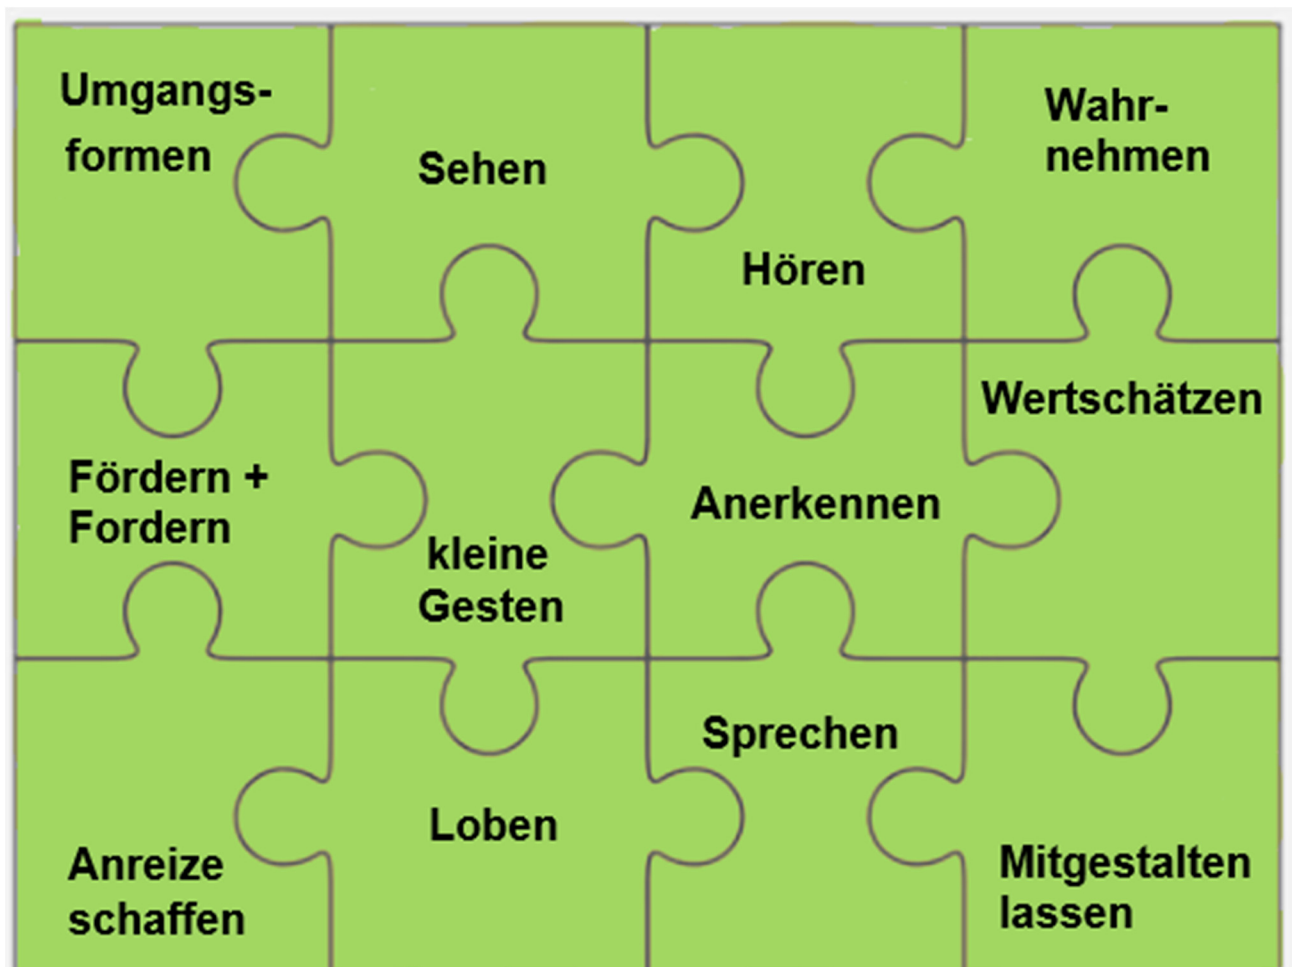 Umgangs-
formen
Sehen
Hören
Wahr-
nehmen
Fördern +
Fordern
kleine
Gesten
Anerkennen
Wertschätzen
Anreize
schaffen
Loben
Sprechen
Mitgestalten
lassen